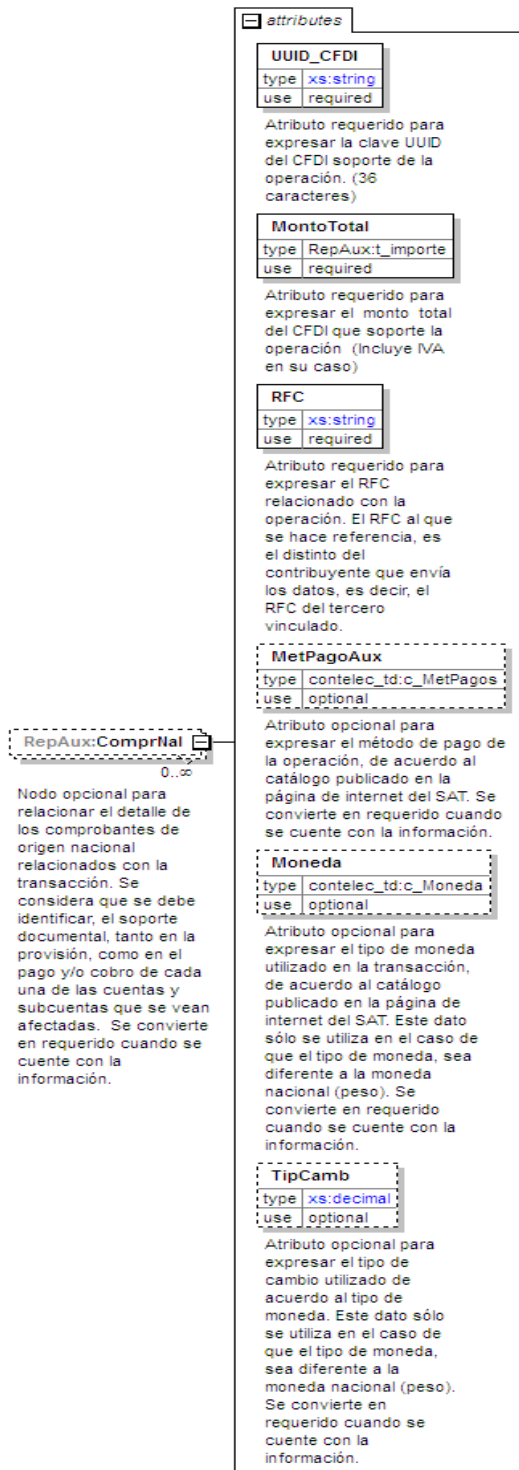 attributes
UUID_CFDI
type xs:string
use required
Atributo requerido para
expresar la clave UUID
del CFDI soporte de la
operación. (36
caracteres)
MontoTotal
type RepAux:t_importe
use required
Atributo requerido para
expresar el monto total
del CFDI que soporte la
operación (Incluye IVA
en su caso)
RFC
type xs:string
use required
Atributo requerido para
expresar el RFC
relacionado con la
operación. El RFC al que
se hace referencia, es
el distinto del
contribuyente que envía
los datos, es decir, el
RFC del tercero
vinculado.
MetPagoAux
type contelec_td:c_MetPagos
use optional
Atributo opcional para
expresar el método de pago de
la operación, de acuerdo al
catálogo publicado en la
página de internet del SAT. Se
convierte en requerido cuando
se cuente con la información.
Moneda
type contelec_td:c_Moneda
use optional
Atributo opcional para
expresar el tipo de moneda
utilizado en la transacción,
de acuerdo al catálogo
publicado en la página de
internet del SAT. Este dato
sólo se utiliza en el caso de
que el tipo de moneda, sea
diferente a la moneda
nacional (peso). Se
convierte en requerido
cuando se cuente con la
información.
TipCamb
type xs:decimal
use optional
Atributo opcional para
expresar el tipo de
cambio utilizado de
acuerdo al tipo de
moneda. Este dato sólo
se utiliza en el caso de
que el tipo de moneda,
sea diferente a la
moneda nacional (peso).
Se convierte en
requerido cuando se
cuente con la
información.
RepAux:ComprNal
0..∞
Nodo opcional para
relacionar el detalle de
los comprobantes de
origen nacional
relacionados con la
transacción. Se
considera que se debe
identificar, el soporte
documental, tanto en la
provisión, como en el
pago y/o cobro de cada
una de las cuentas y
subcuentas que se vean
afectadas. Se convierte
en requerido cuando se
cuente con la
información.